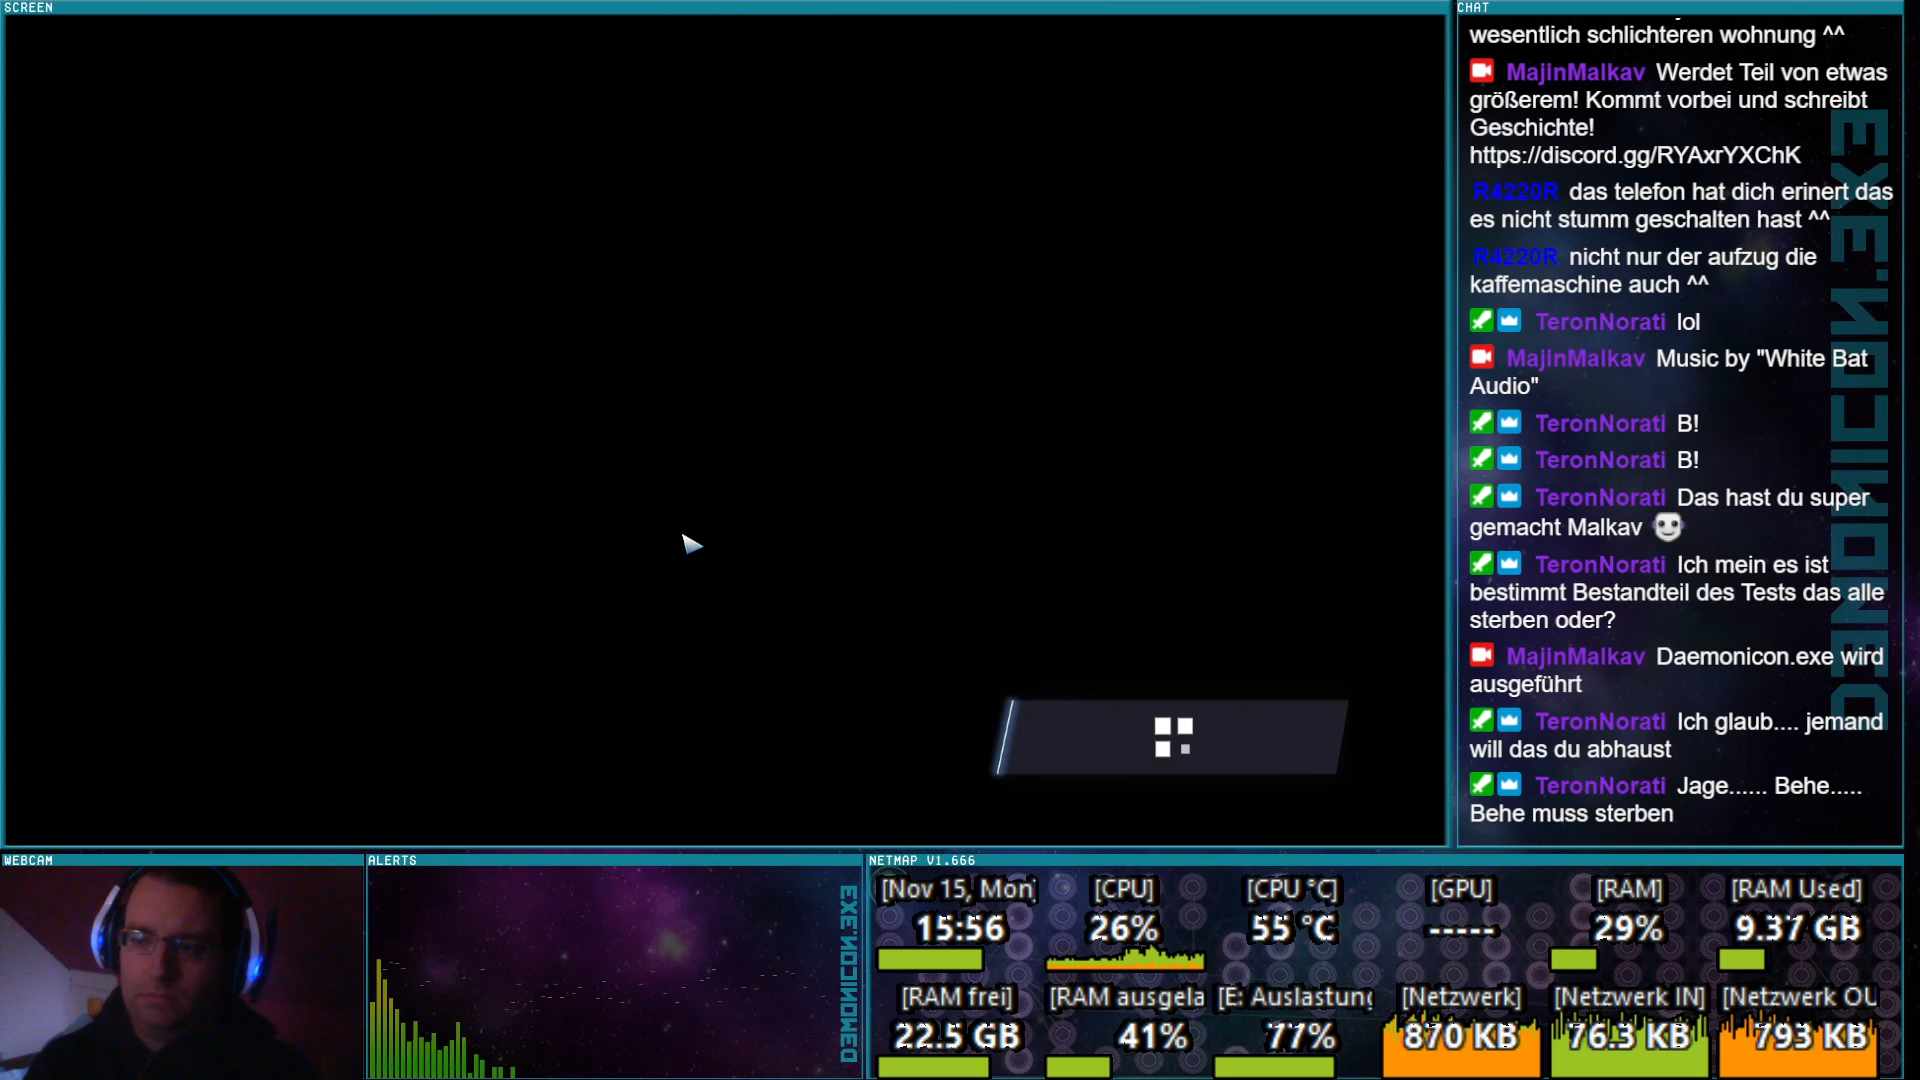 SCREEN
CHAT
wesentlich schlichteren wohnung ^^
MajinMalkav Werdet Teil von etwas
größerem! Kommt vorbei und schreibt
Geschichte!
https://discord.gg/RYAxrYXChK
R4220R das telefon hat dich erinert das
es nicht stumm geschalten hast ^^
R4220R nicht nur der aufzug die
kaffemaschine auch ^^
TeronNorati lol
MajinMalkav Music by "White Bat
Audio"
TeronNorati B!
TeronNorati B!
TeronNorati Das hast du super
gemacht Malkav
TeronNorati Ich mein es ist
bestimmt Bestandteil des Tests das alle
sterben oder?
MajinMalkav Daemonicon.exe wird
ausgeführt
TeronNorati Ich glaub.... jemand
will das du abhaust
TeronNorati Jage...... Behe.....
Behe muss sterben
WEBCAM
ALERTS
NETMAP V1.666
[Nov 15, Mon] [CPU] [CPU °C] [GPU] [RAM] [RAM Used]
15:56 26% 55 °C ----- 29% 9.37 GB
[RAM frei] [RAM ausgela [E: Auslastung [Netzwerk] [Netzwerk IN] [Netzwerk OU
22.5 GB 41% 77% 870 KB 76.3 KB 793 KB